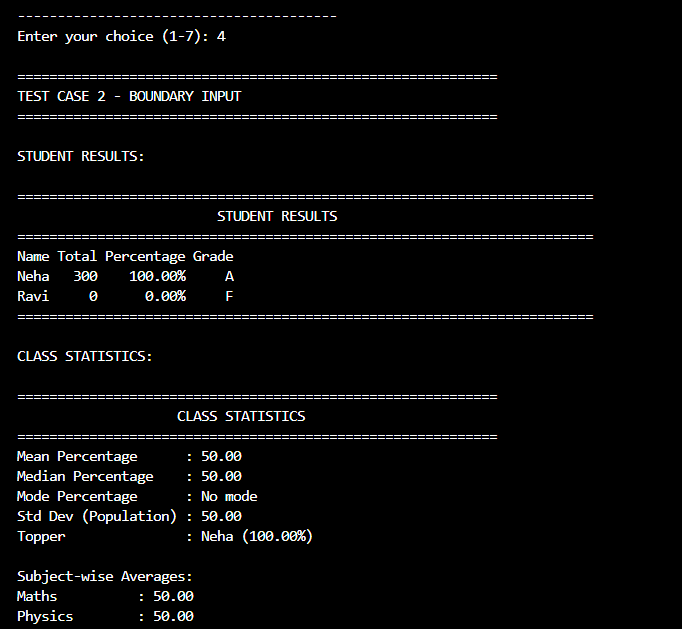 ----------------------------------------
Enter your choice (1-7): 4
============================================================
TEST CASE 2 - BOUNDARY INPUT
============================================================
STUDENT RESULTS:
========================================================================
                         STUDENT RESULTS
========================================================================
Name Total Percentage Grade
Neha   300    100.00%     A
Ravi     0      0.00%     F
========================================================================
CLASS STATISTICS:
============================================================
                    CLASS STATISTICS
============================================================
Mean Percentage      : 50.00
Median Percentage    : 50.00
Mode Percentage      : No mode
Std Dev (Population) : 50.00
Topper               : Neha (100.00%)
Subject-wise Averages:
Maths          : 50.00
Physics        : 50.00